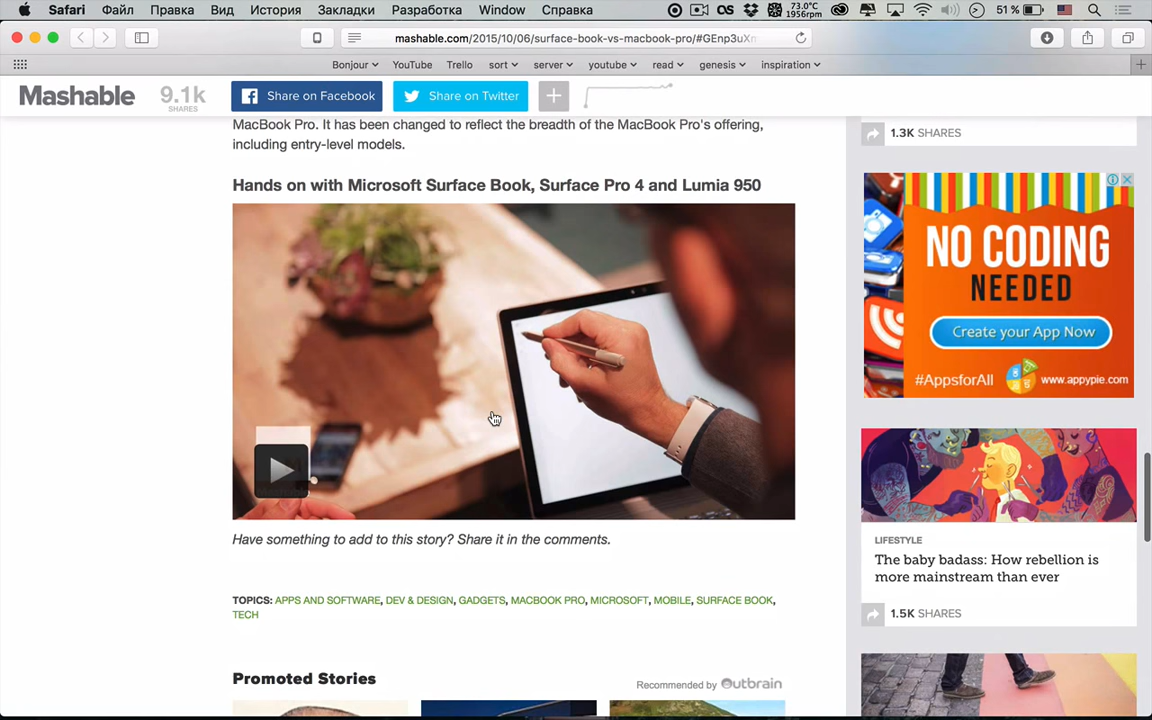 Safari Файл Правка Вид История Закладки Разработка Window Справка 73.0°C 1956rpm 51 %
mashable.com/2015/10/06/surface-book-vs-macbook-pro/#GEnp3uXm
Bonjour YouTube Trello sort server youtube read genesis inspiration
Mashable 9.1k SHARES Share on Facebook Share on Twitter
MacBook Pro. It has been changed to reflect the breadth of the MacBook Pro's offering,
including entry-level models.
Hands on with Microsoft Surface Book, Surface Pro 4 and Lumia 950
Have something to add to this story? Share it in the comments.
TOPICS: APPS AND SOFTWARE, DEV & DESIGN, GADGETS, MACBOOK PRO, MICROSOFT, MOBILE, SURFACE BOOK,
TECH
Promoted Stories
Recommended by Outbrain
1.3K SHARES
NO CODING
NEEDED
Create your App Now
#AppsforAll www.appypie.com
LIFESTYLE
The baby badass: How rebellion is
more mainstream than ever
1.5K SHARES